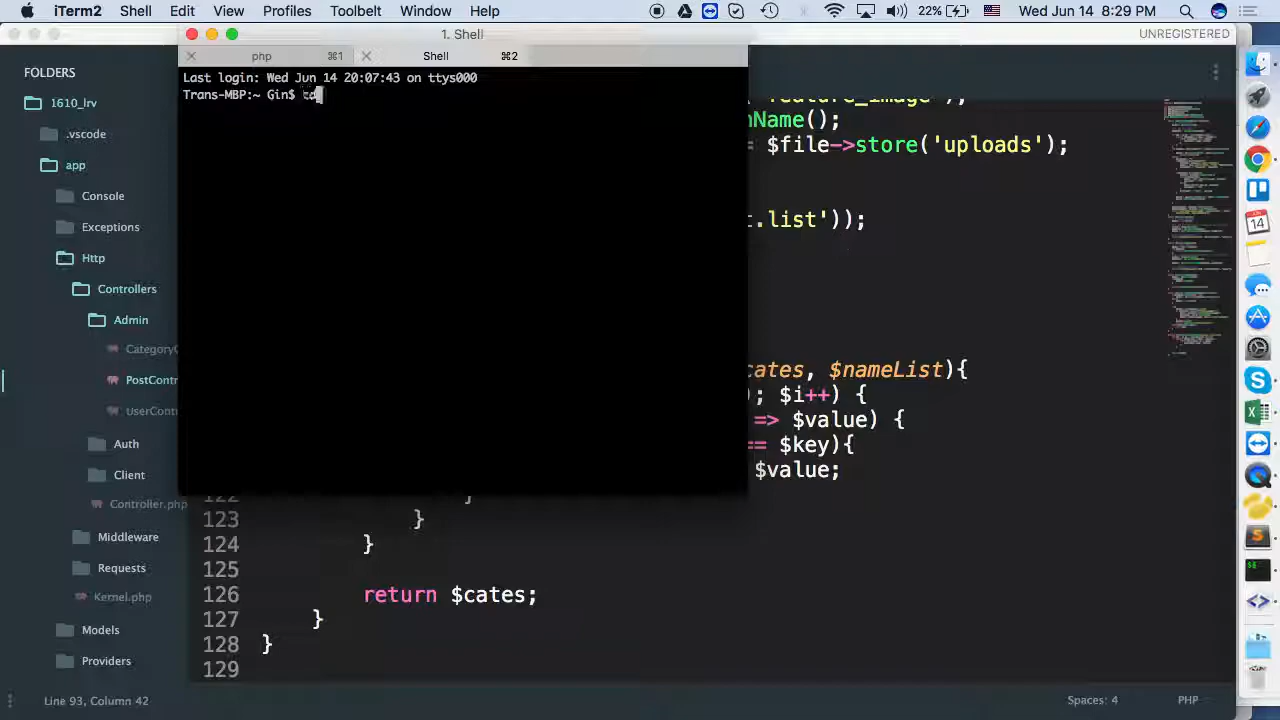 iTerm2 Shell Edit View Profiles Toolbelt Window Help 22% Wed Jun 14 8:29 PM
1. Shell
UNREGISTERED
php ⌘1 Shell ⌘2
Last login: Wed Jun 14 20:07:43 on ttys000
Trans-MBP:~ Gin$ cd
FOLDERS
1610_lrv
.vscode
app
Console
Exceptions
Http
Controllers
Admin
PostContr
UserContr
Auth
Client
Controller.php
Middleware
Requests
Kernel.php
Models
Providers
nName();
= $file->store('uploads');
t.list'));
cates, $nameList){
); $i++) {
=> $value) {
== $key){
$value;
122 }
123 }
124 }
125
126 return $cates;
127 }
128 }
129
14
Line 93, Column 42
Spaces: 4
PHP